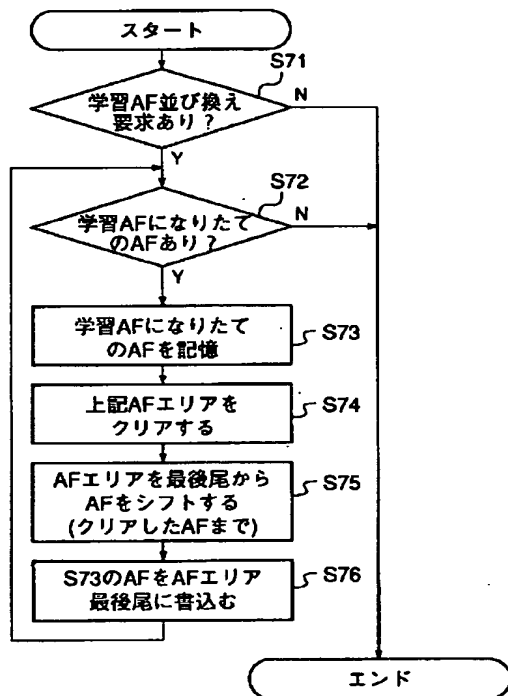 スタート
S71
学習AF並び換え
要求あり？
N
Y
S72
学習AFになりたて
のAFあり？
N
Y
学習AFになりたて
のAFを記憶
S73
上記AFエリアを
クリアする
S74
AFエリアを最後尾から
AFをシフトする
(クリアしたAFまで)
S75
S73のAFをAFエリア
最後尾に書込む
S76
エンド